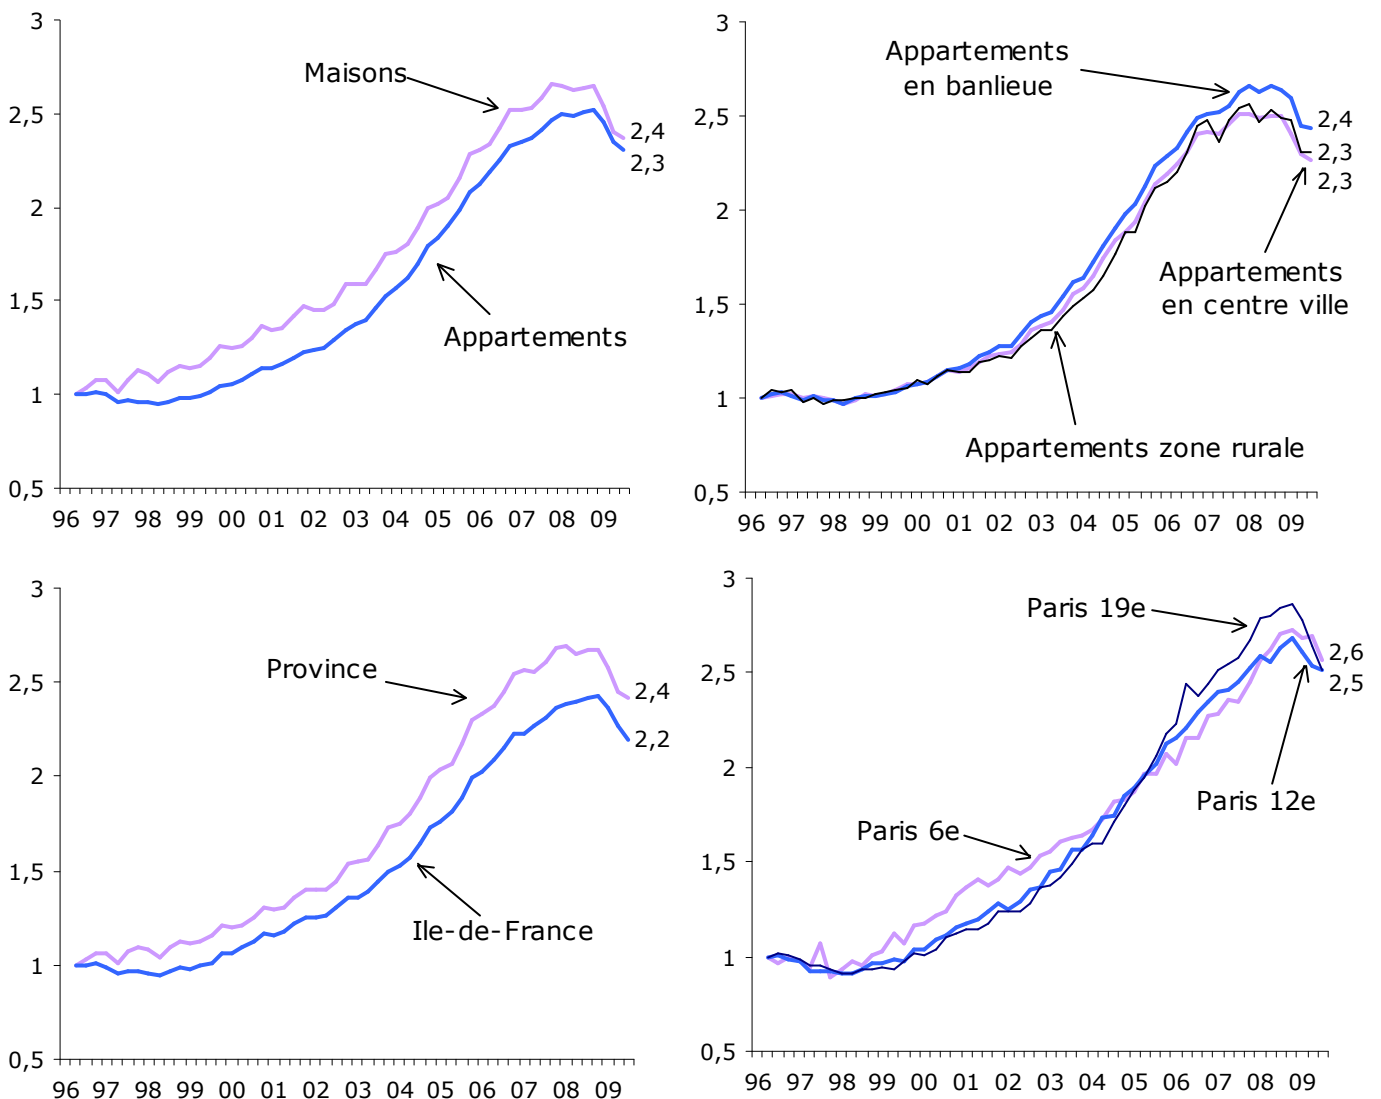 3
2,5
2
1,5
1
0,5
96 97 98 99 00 01 02 03 04 05 06 07 08 09
Maisons
Appartements
2,4
2,3
3
2,5
2
1,5
1
0,5
96 97 98 99 00 01 02 03 04 05 06 07 08 09
Appartements
en banlieue
2,4
2,3
2,3
Appartements
en centre ville
Appartements zone rurale
3
2,5
2
1,5
1
0,5
96 97 98 99 00 01 02 03 04 05 06 07 08 09
Province
Ile-de-France
2,4
2,2
3
2,5
2
1,5
1
0,5
96 97 98 99 00 01 02 03 04 05 06 07 08 09
Paris 19e
2,6
2,5
Paris 12e
Paris 6e